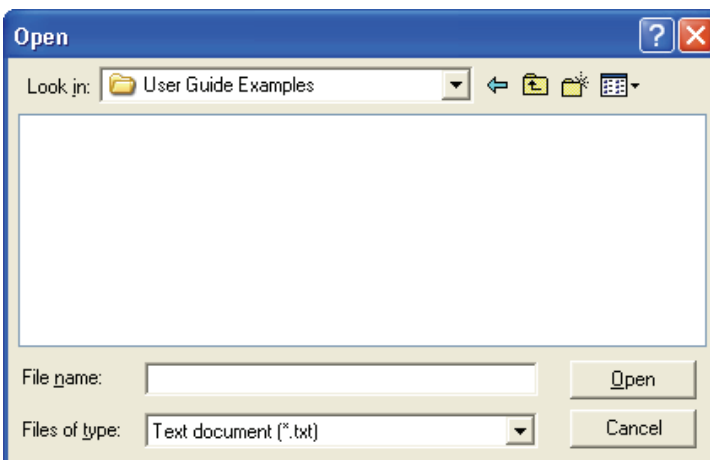 Open
Look in: User Guide Examples
File name: Open
Files of type: Text document (*.txt) Cancel